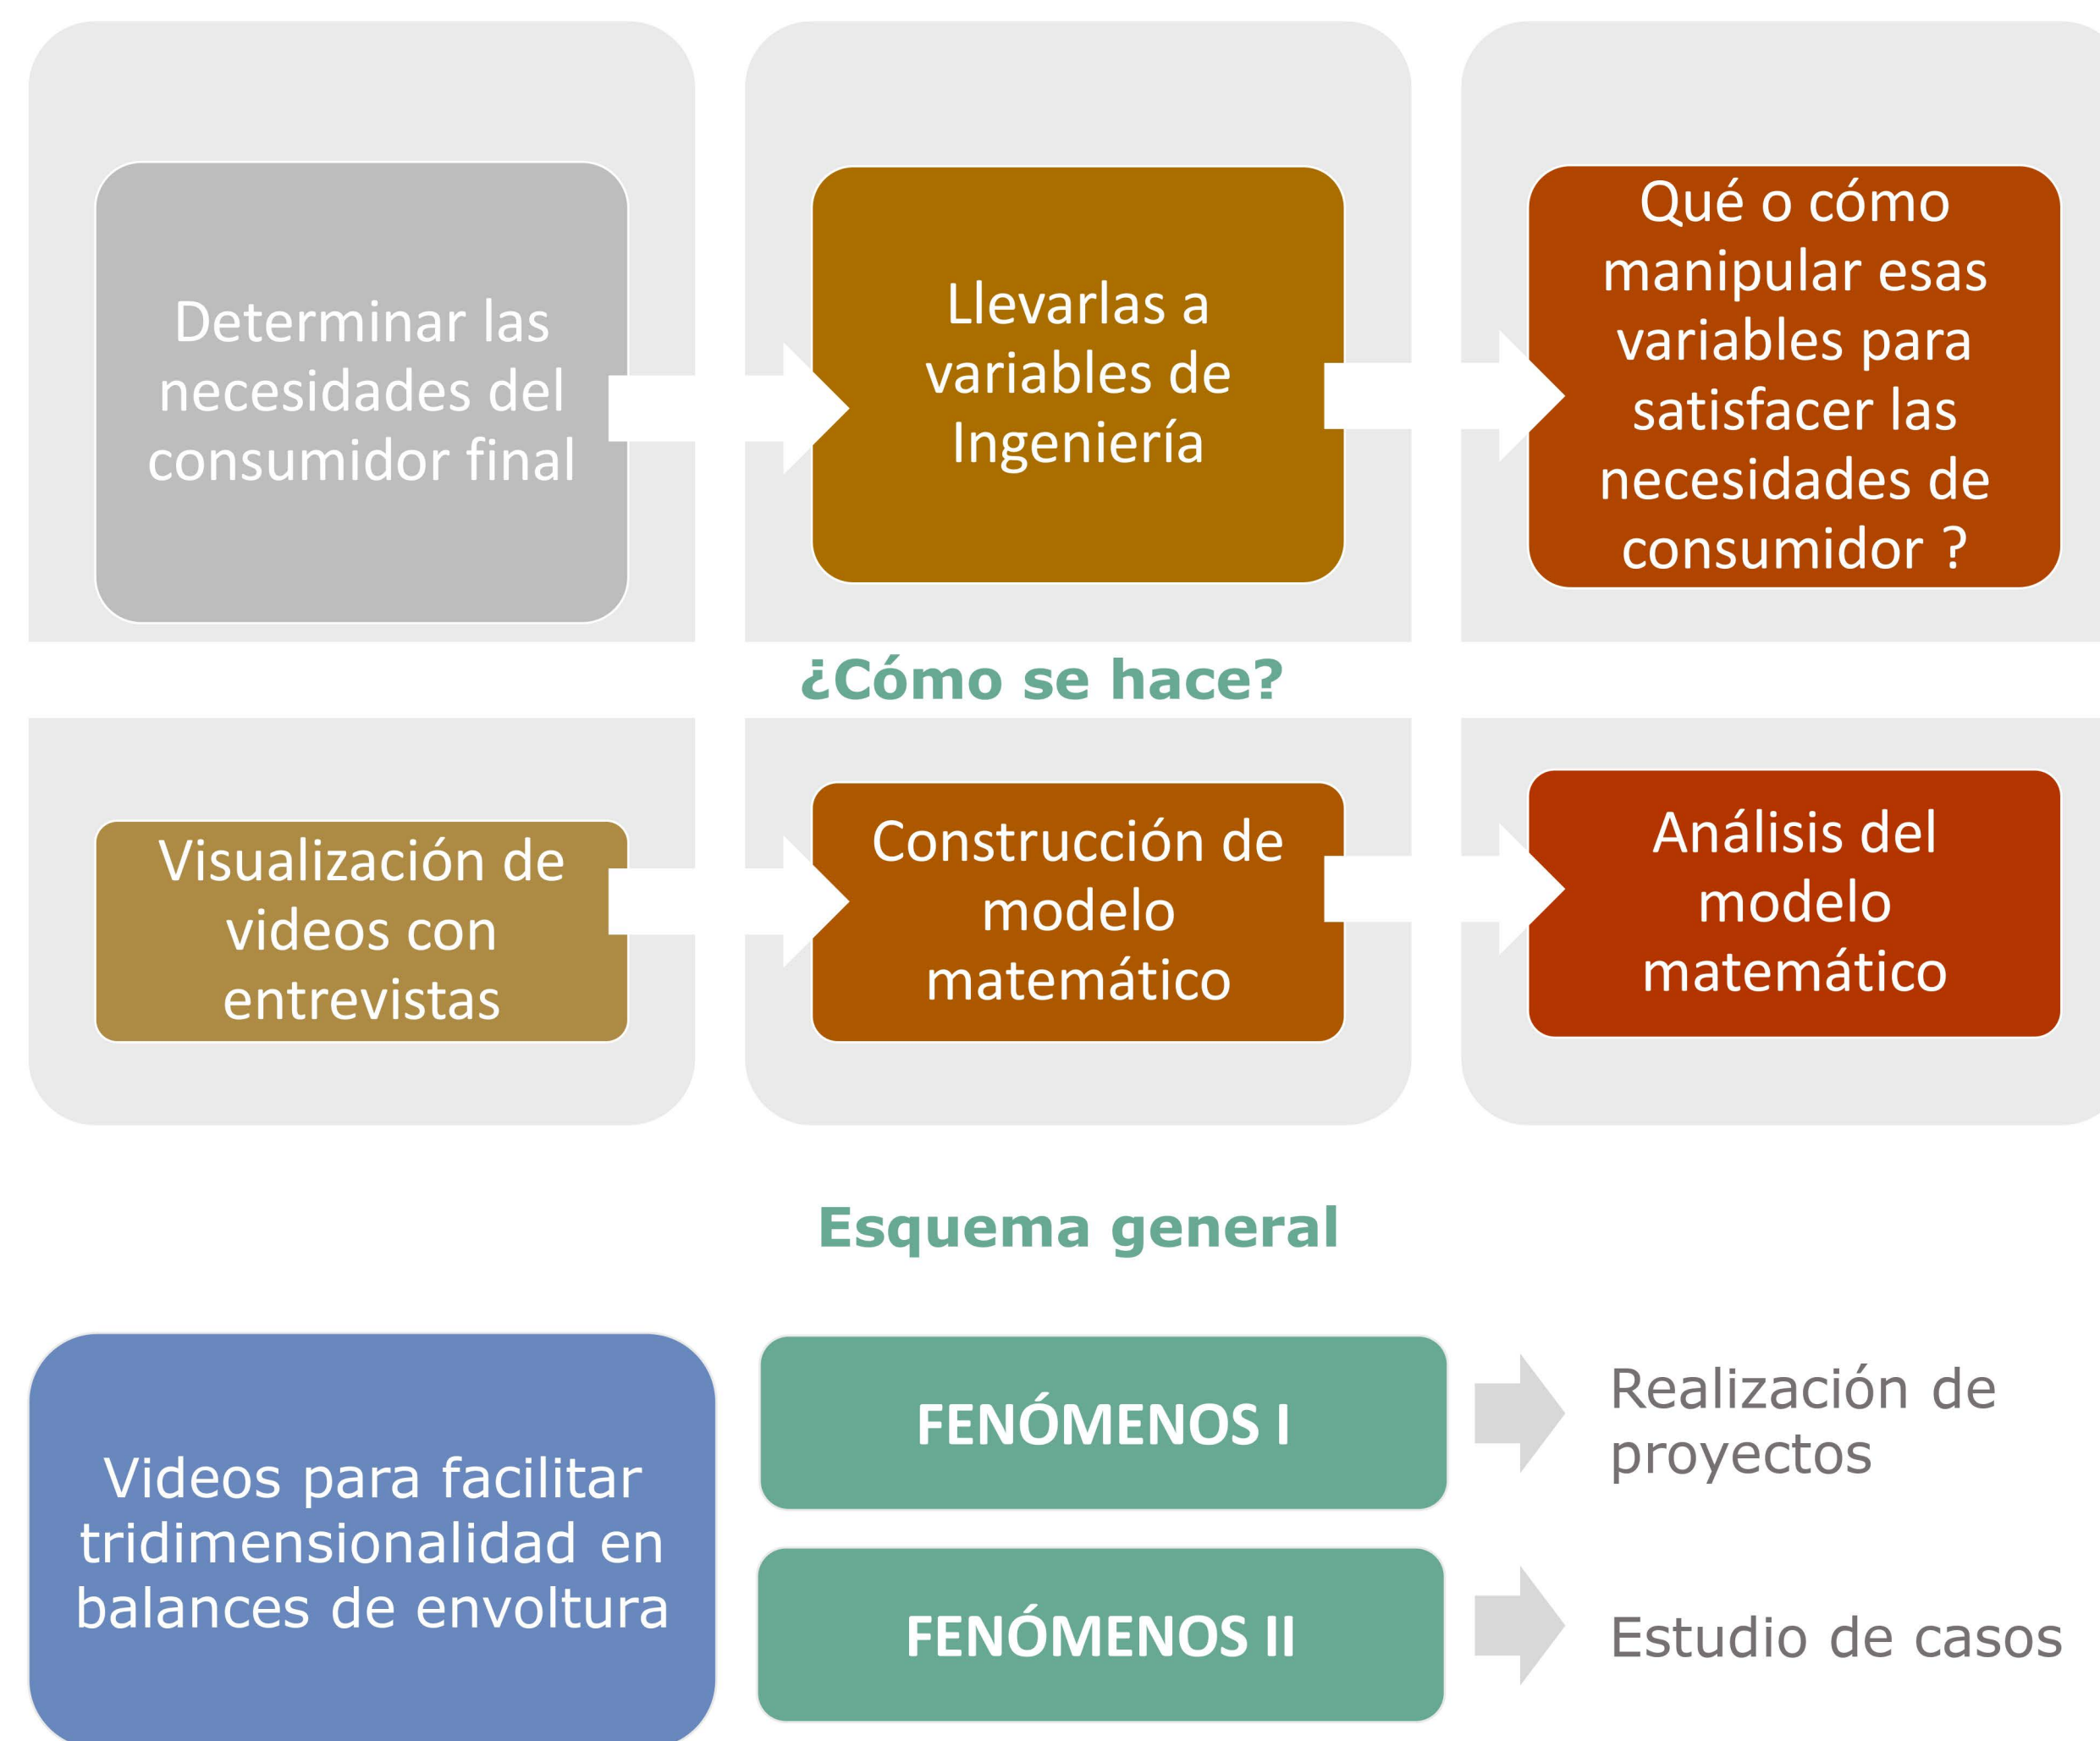 Determinar las
necesidades del
consumidor final
Llevarlas a
variables de
Ingeniería
Qué o cómo
manipular esas
variables para
satisfacer las
necesidades de
consumidor ?
¿Cómo se hace?
Visualización de
videos con
entrevistas
Construcción de
modelo
matemático
Análisis del
modelo
matemático
Esquema general
Videos para facilitar
tridimensionalidad en
balances de envoltura
FENÓMENOS I
Realización de
proyectos
FENÓMENOS II
Estudio de casos